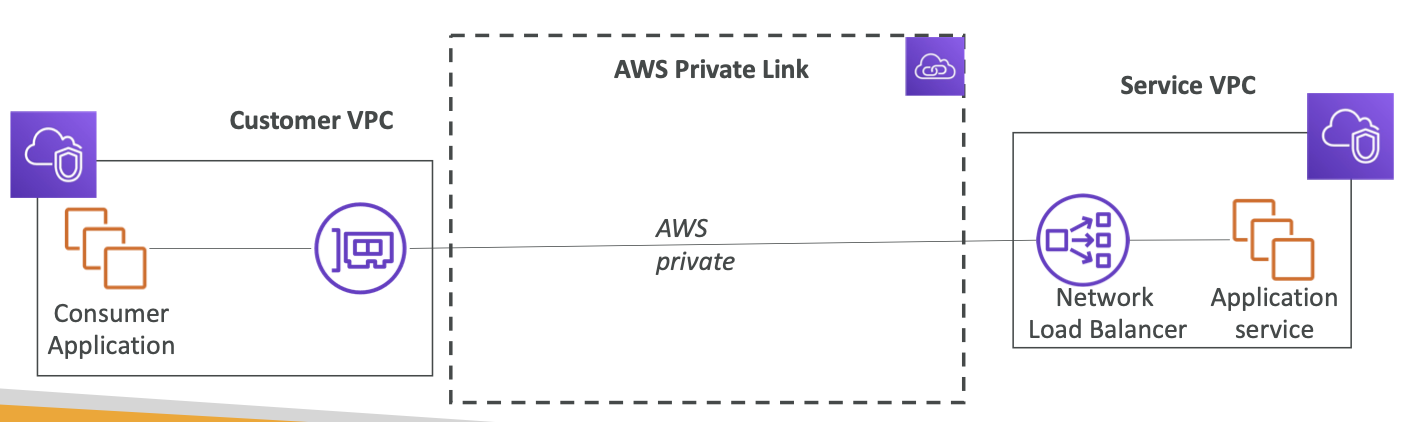 AWS Private Link
Service VPC
Customer VPC
AWS
private
Consumer
Application
Network
Load Balancer
Application
service